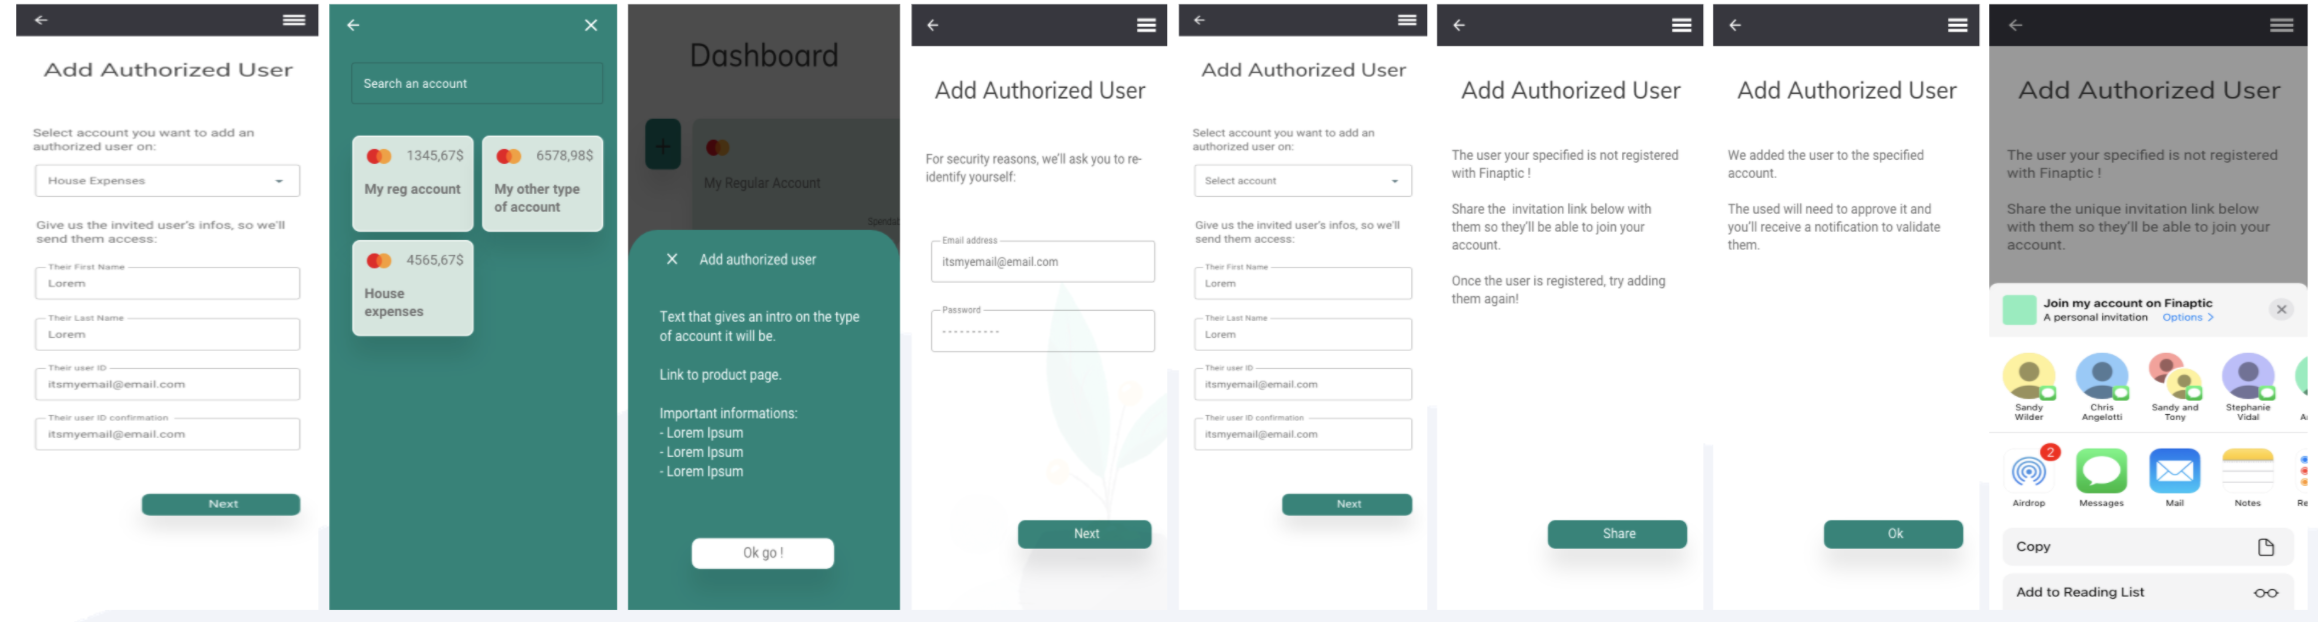 Add Authorized User
Select account you want to add an
authorized user on:
House Expenses
Give us the invited user's infos, so we'll
send them access:
Their First Name
Lorem
Their Last Name
Lorem
Their user ID
itsmyemail@email.com
Their user ID confirmation
itsmyemail@email.com
Next
Search an account
1345,67$
My reg account
6578,98$
My other type
of account
4565,67$
House
expenses
Dashboard
+
My Regular Account
Add authorized user
Text that gives an intro on the type
of account it will be.
Link to product page.
Important informations:
- Lorem Ipsum
- Lorem Ipsum
- Lorem Ipsum
Ok go !
Add Authorized User
For security reasons, we'll ask you to re-
identify yourself:
Email address
itsmyemail@email.com
Password
Next
Add Authorized User
Select account you want to add an
authorized user on:
Select account
Give us the invited user's infos, so we'll
send them access:
Their First Name
Lorem
Their Last Name
Lorem
Their user ID
itsmyemail@email.com
Their user ID confirmation
itsmyemail@email.com
Next
Add Authorized User
The user your specified is not registered
with Finaptic !
Share the invitation link below with
them so they'll be able to join your
account.
Once the user is registered, try adding
them again!
Share
Add Authorized User
We added the user to the specified
account.
The used will need to approve it and
you'll receive a notification to validate
them.
Ok
Add Authorized User
The user your specified is not registered
with Finaptic !
Share the unique invitation link below
with them so they'll be able to join your
account.
Join my account on Finaptic
A personal invitation Options >
Sandy
Wilder
Chris
Angelotti
Sandy and
Tony
Stephanie
Vidal
2
Airdrop
Messages
Mail
Notes
Copy
Add to Reading List